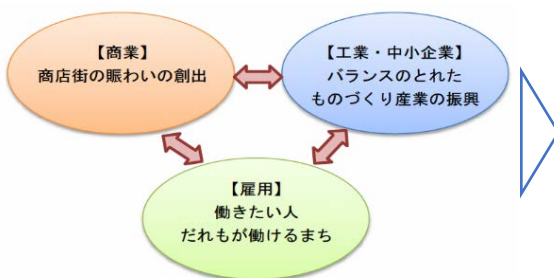 【商業】
商店街の賑わいの創出
【工業・中小企業】
バランスのとれた
ものづくり産業の振興
【雇用】
働きたい人
だれもが働けるまち